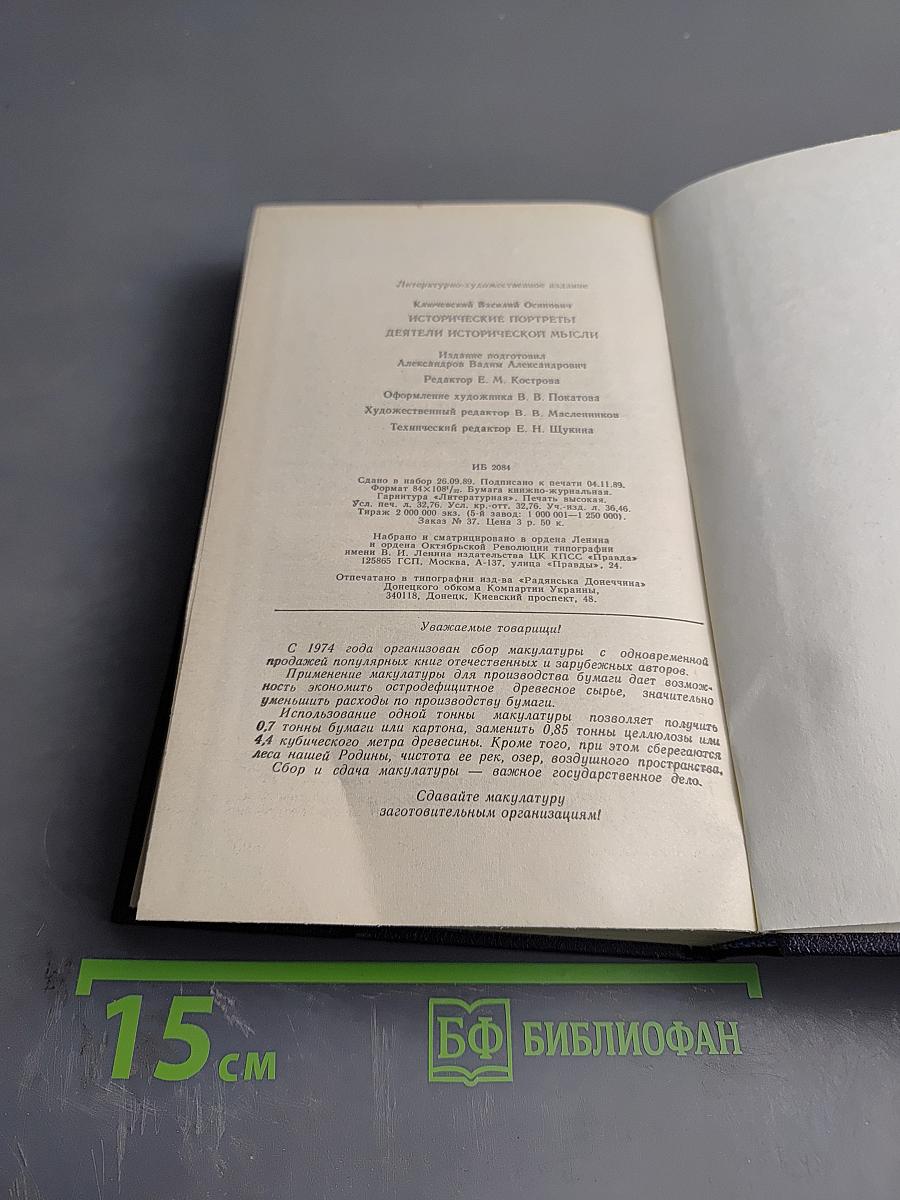 Литературно-художественное издание
Ключевский Василий Осипович
ИСТОРИЧЕСКИЕ ПОРТРЕТЫ
ДЕЯТЕЛИ ИСТОРИЧЕСКОЙ МЫСЛИ
Издание подготовил
Александров Вадим Александрович
Редактор Е. М. Кострова
Оформление художника В. В. Покатова
Художественный редактор В. В. Масленников
Технический редактор Е. Н. Щукина
ИБ 2084
Сдано в набор 26.09.89. Подписано к печати 04.11.89.
Формат 84×108¹/₃₂. Бумага книжно-журнальная.
Гарнитура «Литературная». Печать высокая.
Усл. печ. л. 32,76. Усл. кр.-отт. 32,76. Уч.-изд. л. 36,46.
Тираж 2 000 000 экз. (5-й завод: 1 000 001—1 250 000).
Заказ № 37. Цена 3 р. 50 к.
Набрано и сматрицировано в ордена Ленина
и ордена Октябрьской Революции типографии
имени В. И. Ленина издательства ЦК КПСС «Правда»
125865 ГСП, Москва, А-137, улица «Правды», 24.
Отпечатано в типографии изд-ва «Радянська Донеччина»
Донецкого обкома Компартии Украины,
340118, Донецк, Киевский проспект, 48.
Уважаемые товарищи!
С 1974 года организован сбор макулатуры с одновременной
продажей популярных книг отечественных и зарубежных авторов.
Применение макулатуры для производства бумаги дает возмож-
ность экономить остродефицитное древесное сырье, значительно
уменьшить расходы по производству бумаги.
Использование одной тонны макулатуры позволяет получить
0,7 тонны бумаги или картона, заменить 0,85 тонны целлюлозы или
4,4 кубического метра древесины. Кроме того, при этом сберегаются
леса нашей Родины, чистота ее рек, озер, воздушного пространства.
Сбор и сдача макулатуры — важное государственное дело.
Сдавайте макулатуру
заготовительным организациям!
15 см
БФ БИБЛИОФАН